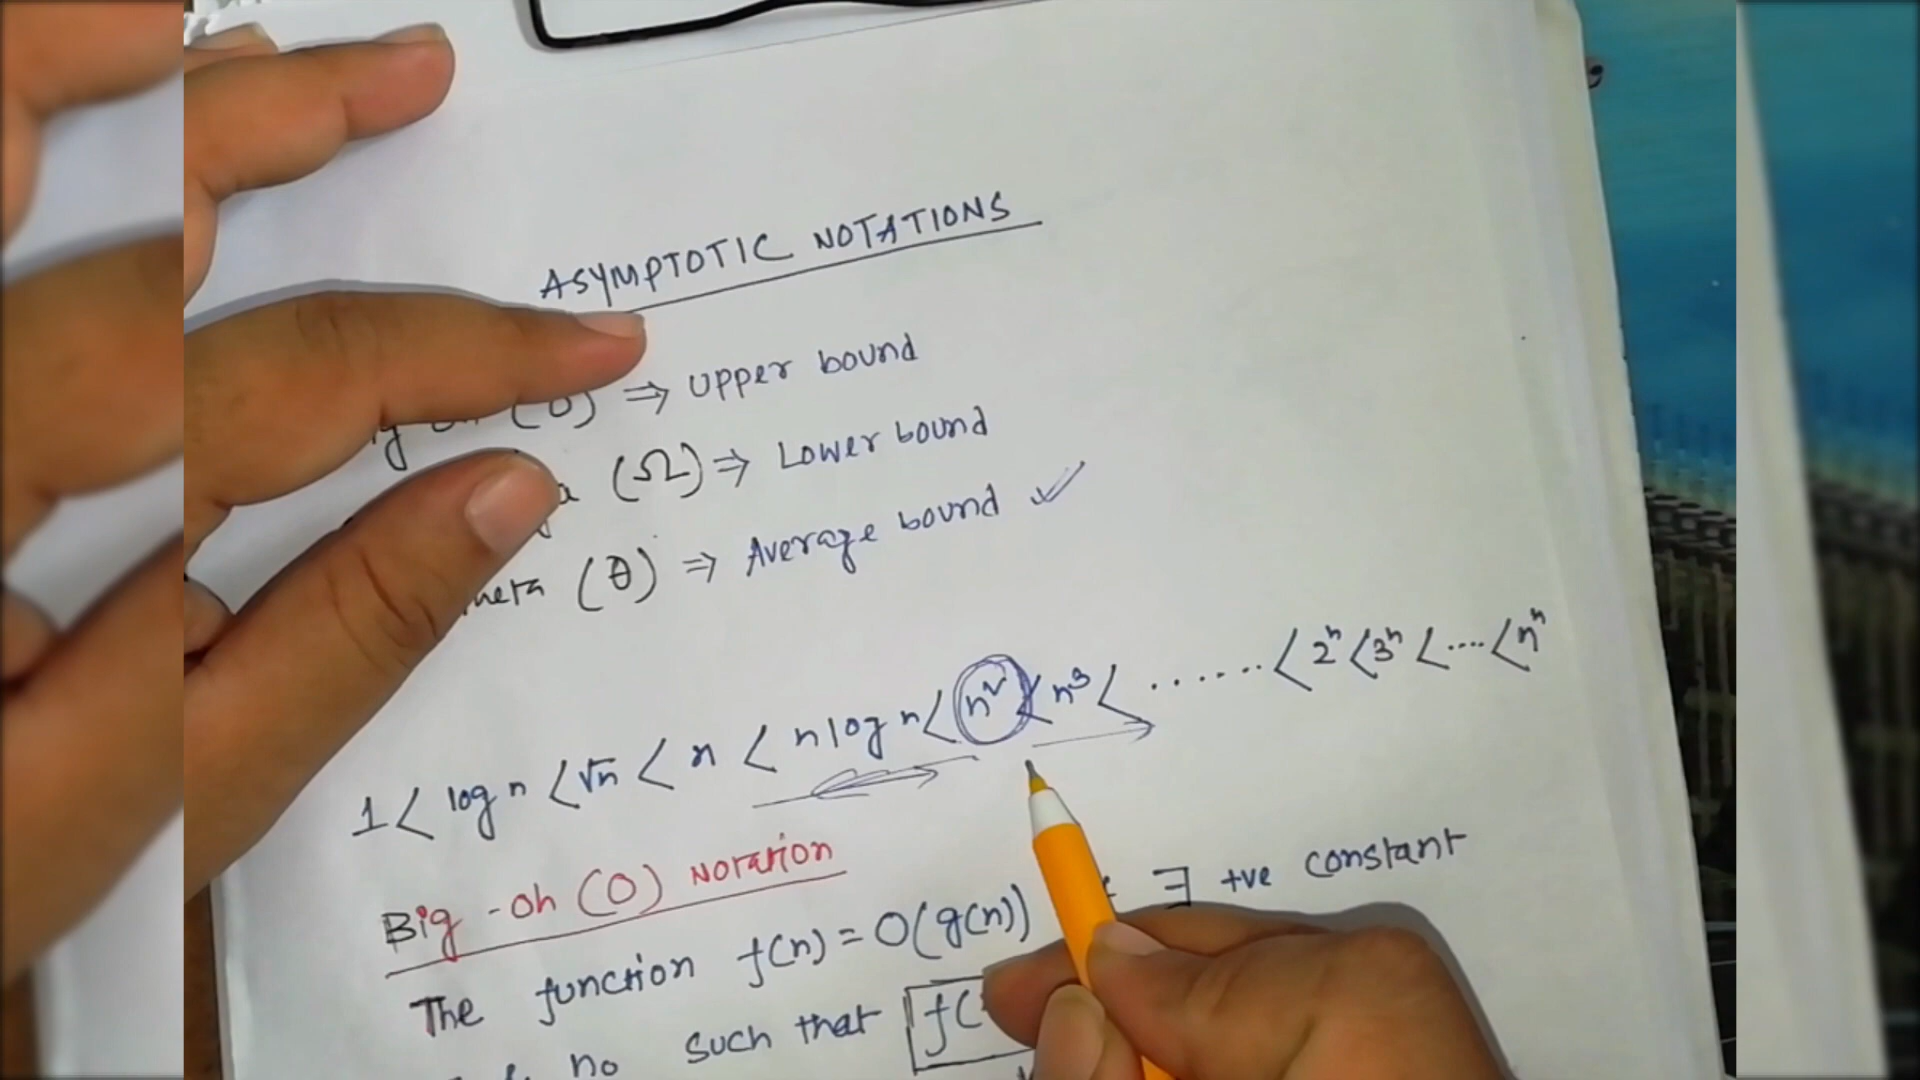 ASYMPTOTIC NOTATIONS
(O) ⇒ Upper bound
(Ω) ⇒ Lower bound
(θ) ⇒ Average bound ✓
1 < log n < √n < n < n log n < n² < n³ < ...... < 2ⁿ < 3ⁿ < .... < nⁿ
Big-Oh (O) Notation
The function f(n) = O(g(n)) ∃ +ve constant
n₀ such that f(